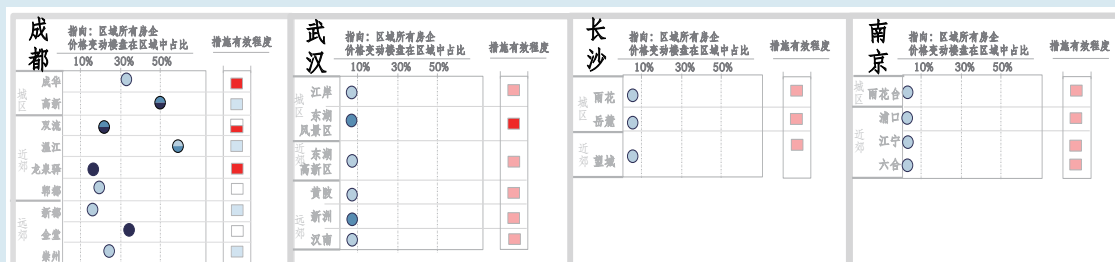 成都
指向：区域所有房企
价格变动楼盘在区域中占比
措施有效程度
10% 30% 50%
城区
成华
高新
近郊
双流
温江
龙泉驿
郫都
远郊
新都
金堂
崇州
武汉
指向：区域所有房企
价格变动楼盘在区域中占比
措施有效程度
10% 30% 50%
城区
江岸
东湖
风景区
近郊
东湖
高新区
远郊
黄陂
新洲
汉南
长沙
指向：区域所有房企
价格变动楼盘在区域中占比
措施有效程度
10% 30% 50%
城区
雨花
岳麓
近郊
望城
南京
指向：区域所有房企
价格变动楼盘在区域中占比
措施有效程度
10% 30% 50%
城区
雨花台
近郊
浦口
江宁
六合